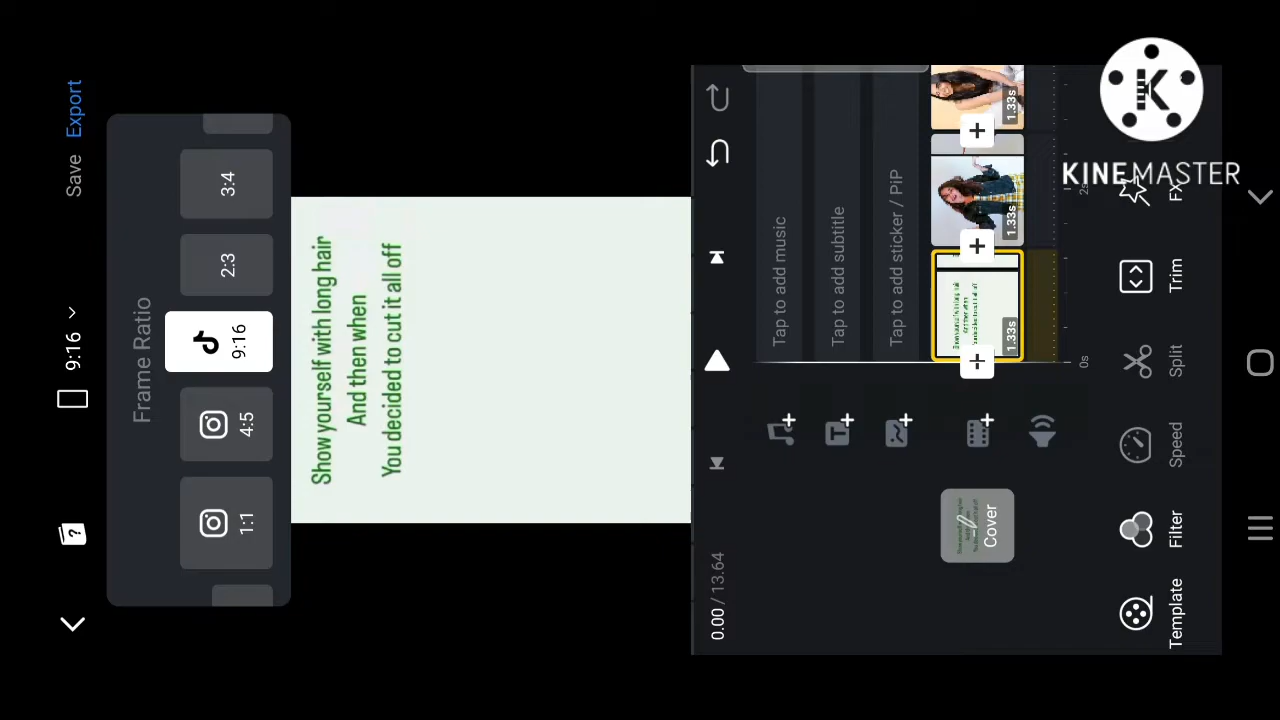 9:16
Save
Export
Frame Ratio
1:1
4:5
9:16
2:3
3:4
Show yourself with long hair
And then when
You decided to cut it all off
0.00 / 13.64
Tap to add music
Tap to add subtitle
Tap to add sticker / PiP
Cover
1.33s
1.33s
1.33s
0s
2s
Template
Filter
Speed
Split
Trim
FX
K
KINEMASTER